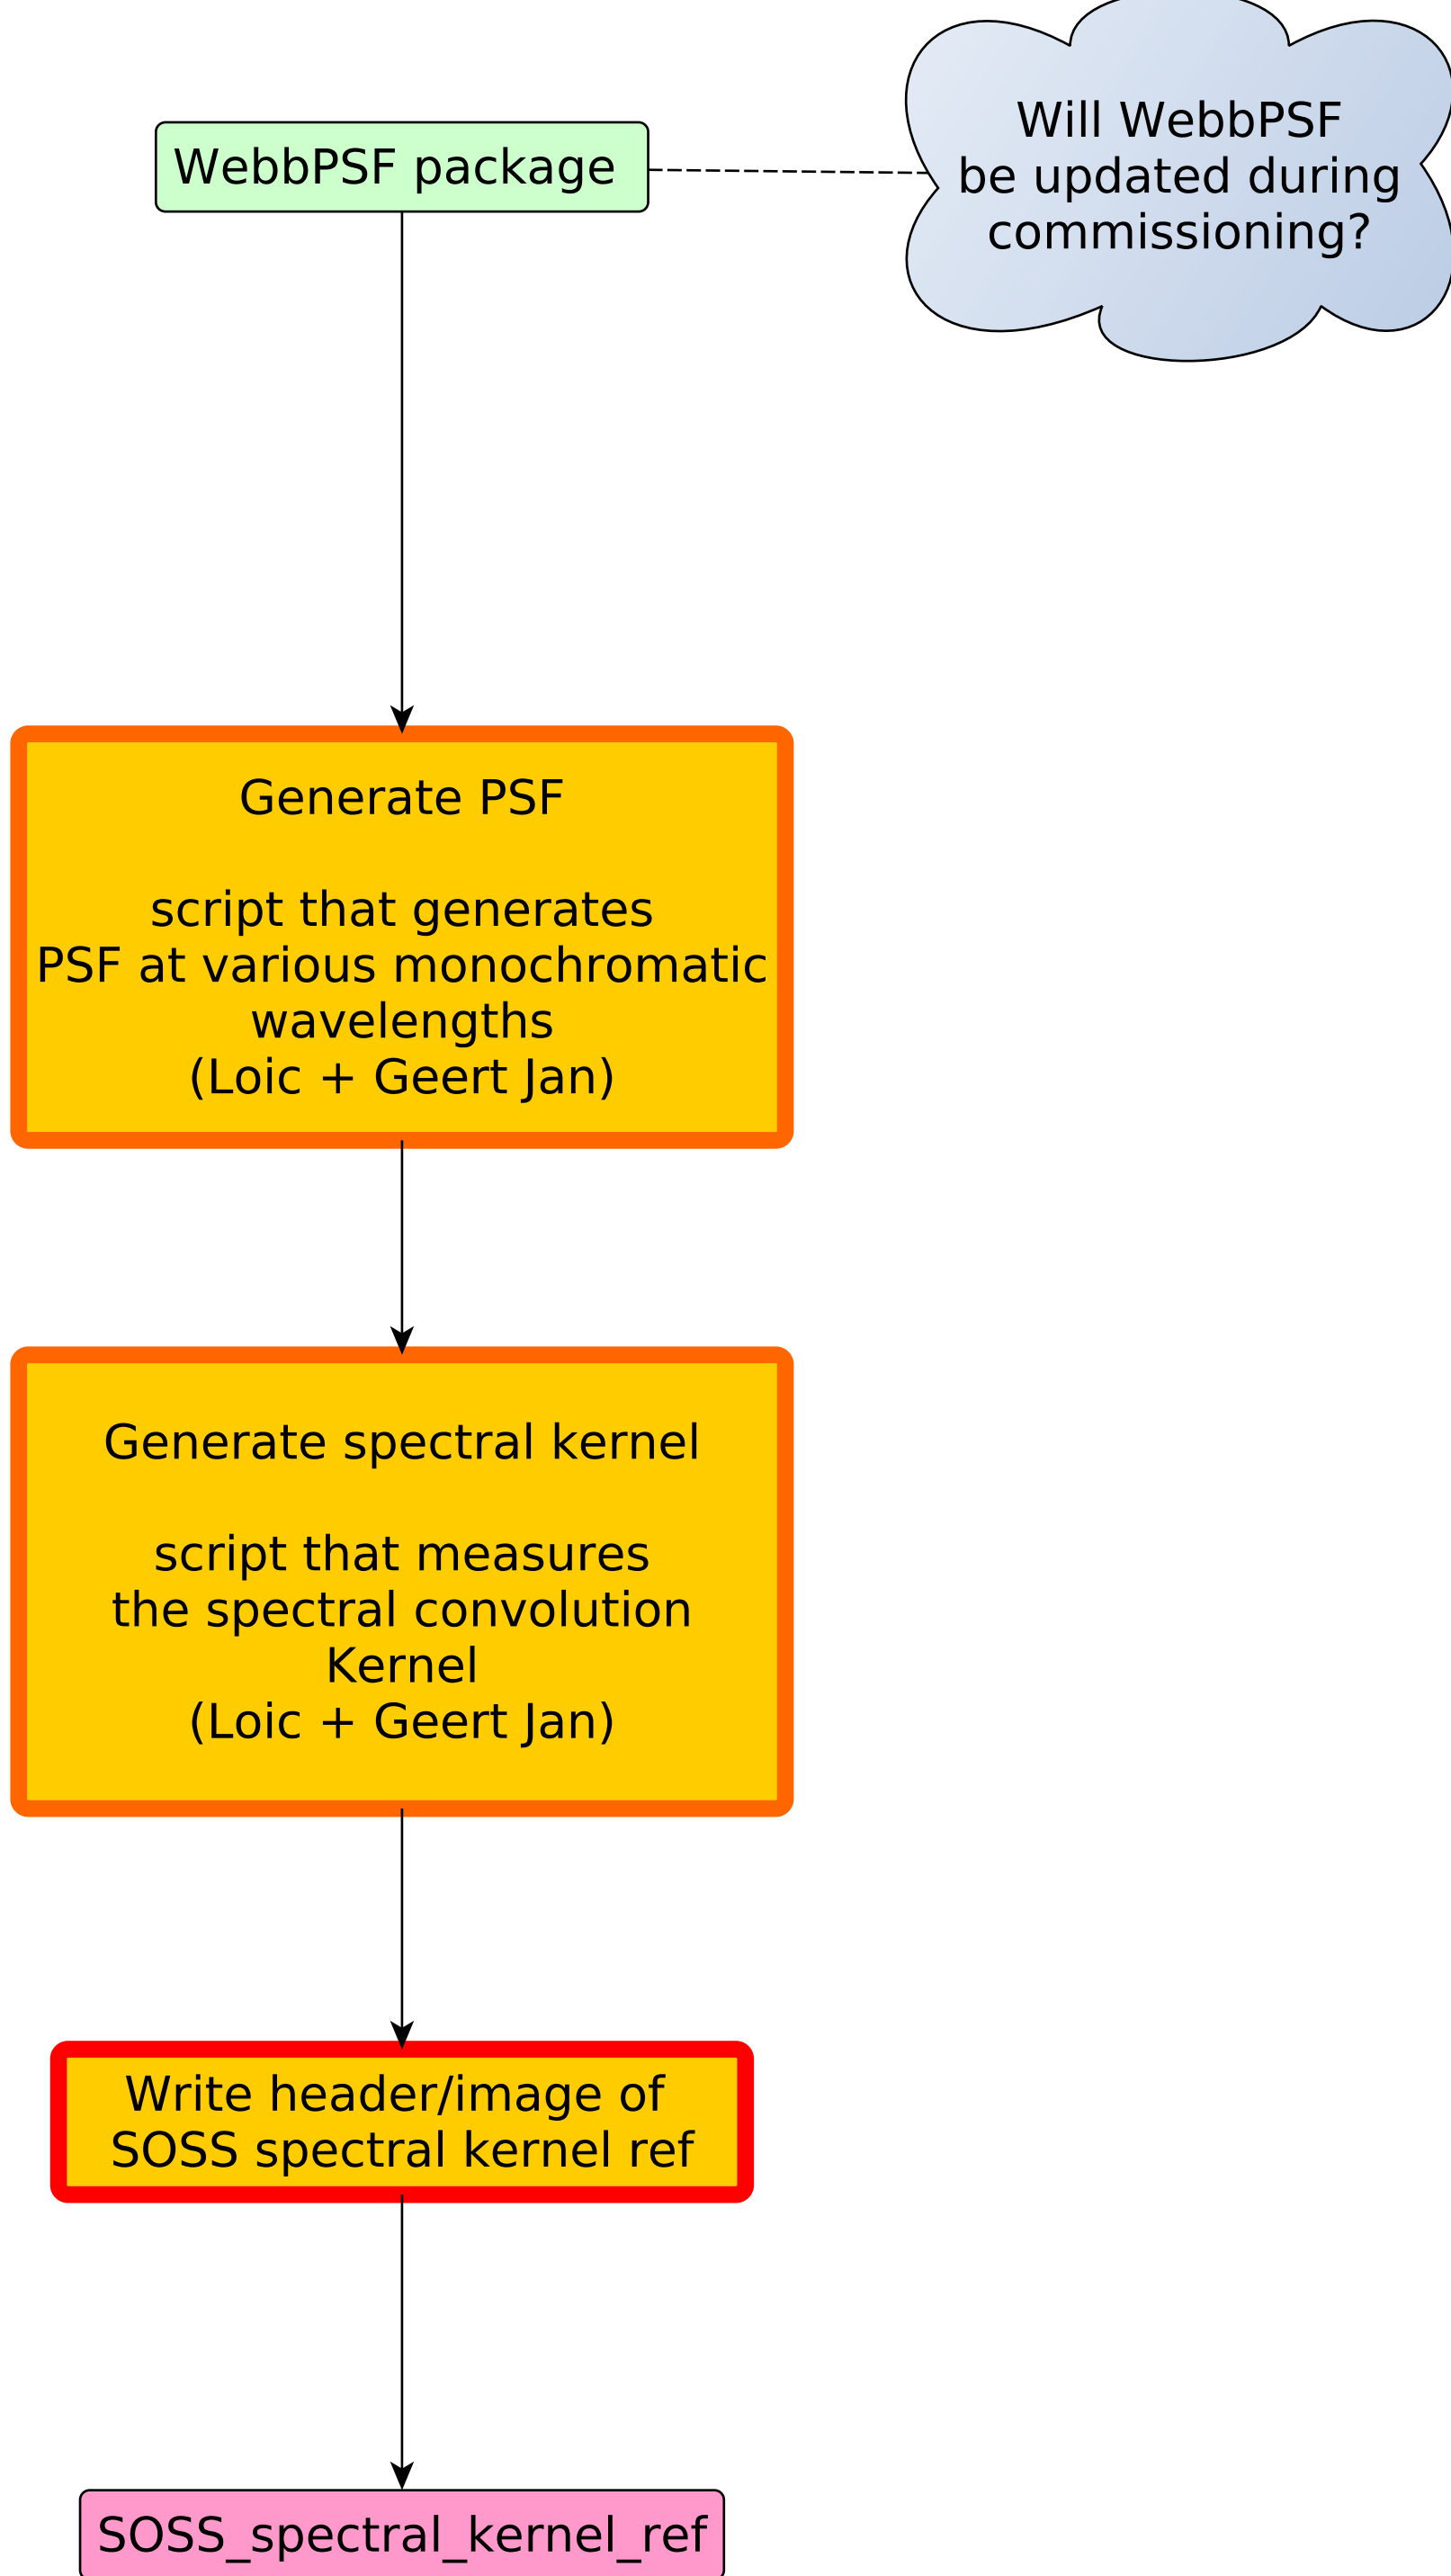 WebbPSF package
Will WebbPSF
be updated during
commissioning?
Generate PSF
script that generates
PSF at various monochromatic
wavelengths
(Loic + Geert Jan)
Generate spectral kernel
script that measures
the spectral convolution
Kernel
(Loic + Geert Jan)
Write header/image of
SOSS spectral kernel ref
SOSS_spectral_kernel_ref